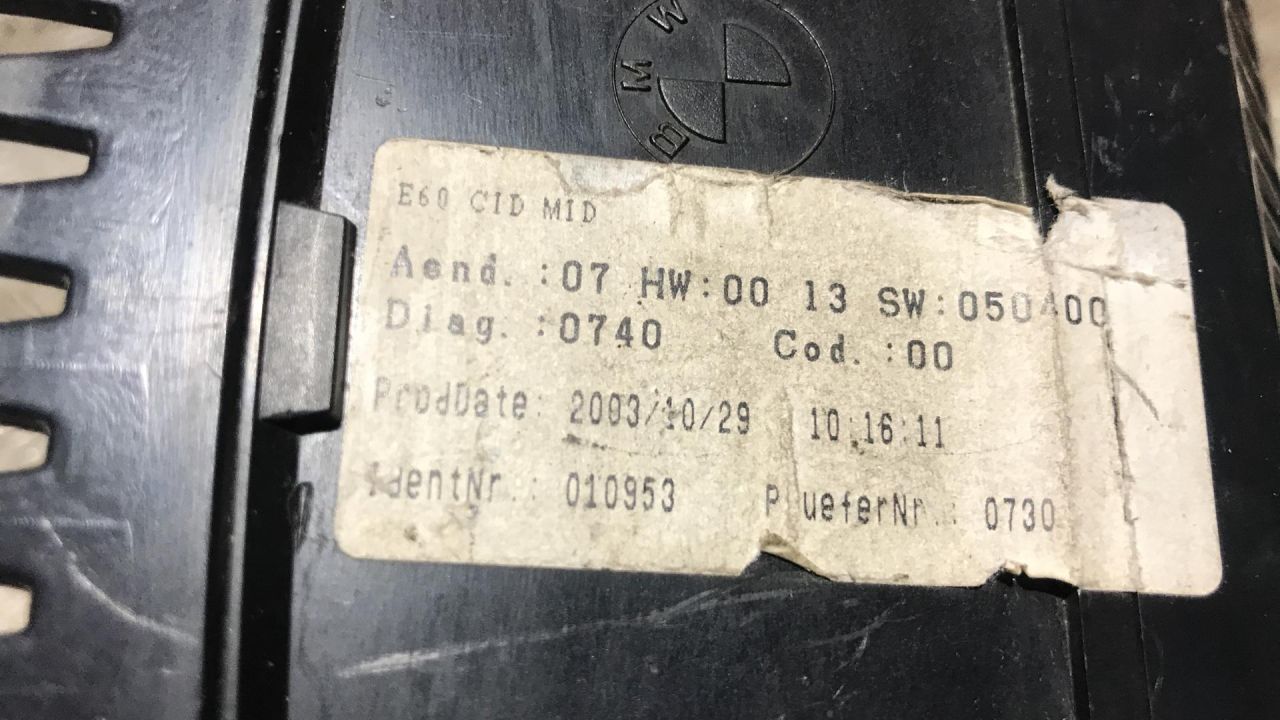 BMW
E60 CID MID
Aend. :07 HW:00 13 SW:050400
Diag. :0740 Cod. :00
ProdDate: 2003/10/29 10:16:11
IdentNr.: 010953 PrueferNr.: 0730